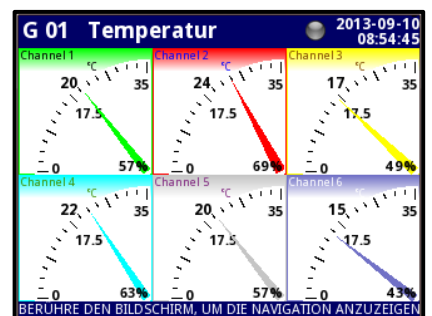 G 01 Temperatur
2013-09-10
08:54:45
Channel 1
°C
20
35
17.5
0
57%
Channel 2
°C
24
35
17.5
0
69%
Channel 3
°C
17
35
17.5
0
49%
Channel 4
°C
22
35
17.5
0
63%
Channel 5
°C
20
35
17.5
0
57%
Channel 6
°C
15
35
17.5
0
43%
BERÜHRE DEN BILDSCHIRM, UM DIE NAVIGATION ANZUZEIGEN